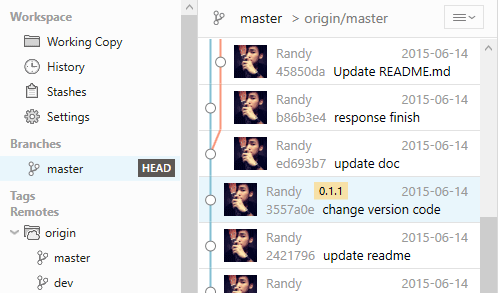 Workspace
Working Copy
History
Stashes
Settings
Branches
master HEAD
Tags
Remotes
origin
master
dev
master > origin/master
Randy 2015-06-14
45850da Update README.md
Randy 2015-06-14
b86b3e4 response finish
Randy 2015-06-14
ed693b7 update doc
Randy 0.1.1 2015-06-14
3557a0e change version code
Randy 2015-06-14
2421796 update readme
Randy 2015-06-14